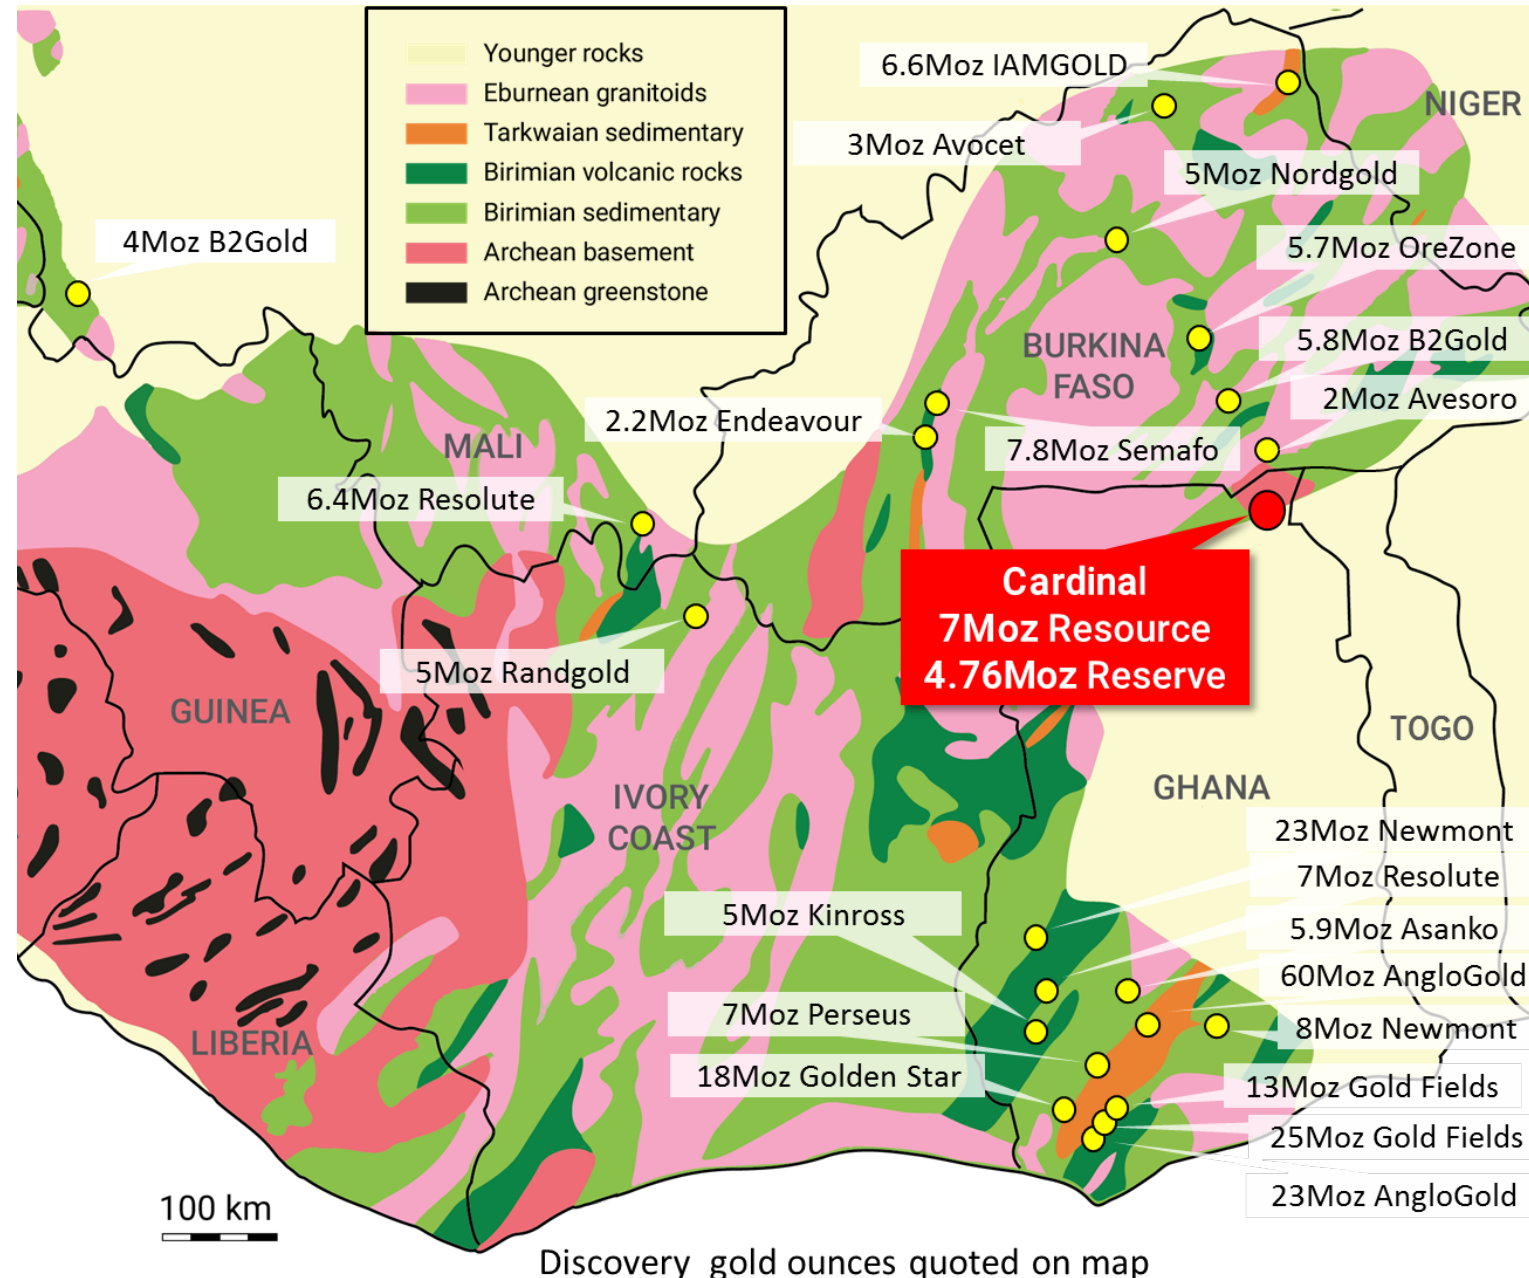 Younger rocks
Eburnean granitoids
Tarkwaian sedimentary
Birimian volcanic rocks
Birimian sedimentary
Archean basement
Archean greenstone
6.6Moz IAMGOLD
NIGER
3Moz Avocet
5Moz Nordgold
4Moz B2Gold
5.7Moz OreZone
BURKINA
FASO
5.8Moz B2Gold
2Moz Avesoro
2.2Moz Endeavour
MALI
7.8Moz Semafo
6.4Moz Resolute
Cardinal
7Moz Resource
4.76Moz Reserve
5Moz Randgold
GUINEA
TOGO
IVORY
COAST
GHANA
23Moz Newmont
7Moz Resolute
5Moz Kinross
5.9Moz Asanko
60Moz AngloGold
7Moz Perseus
8Moz Newmont
LIBERIA
18Moz Golden Star
13Moz Gold Fields
25Moz Gold Fields
23Moz AngloGold
100 km
Discovery gold ounces quoted on map